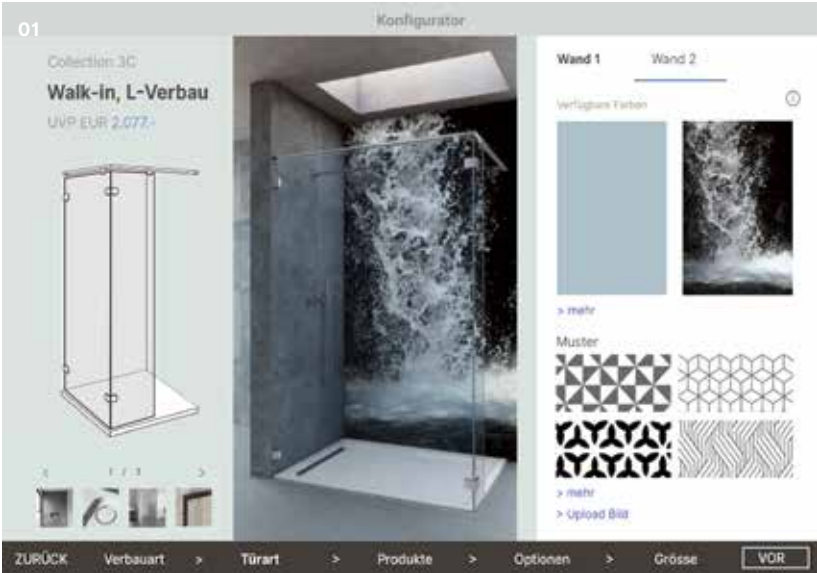 01
Konfigurator
Collection 3C
Walk-in, L-Verbau
UVP EUR 2.077.-
1 / 3
Wand 1 Wand 2
Verfügbare Farben
> mehr
Muster
> mehr
> Upload Bild
ZURÜCK Verbauart > Türart > Produkte > Optionen > Grösse VOR